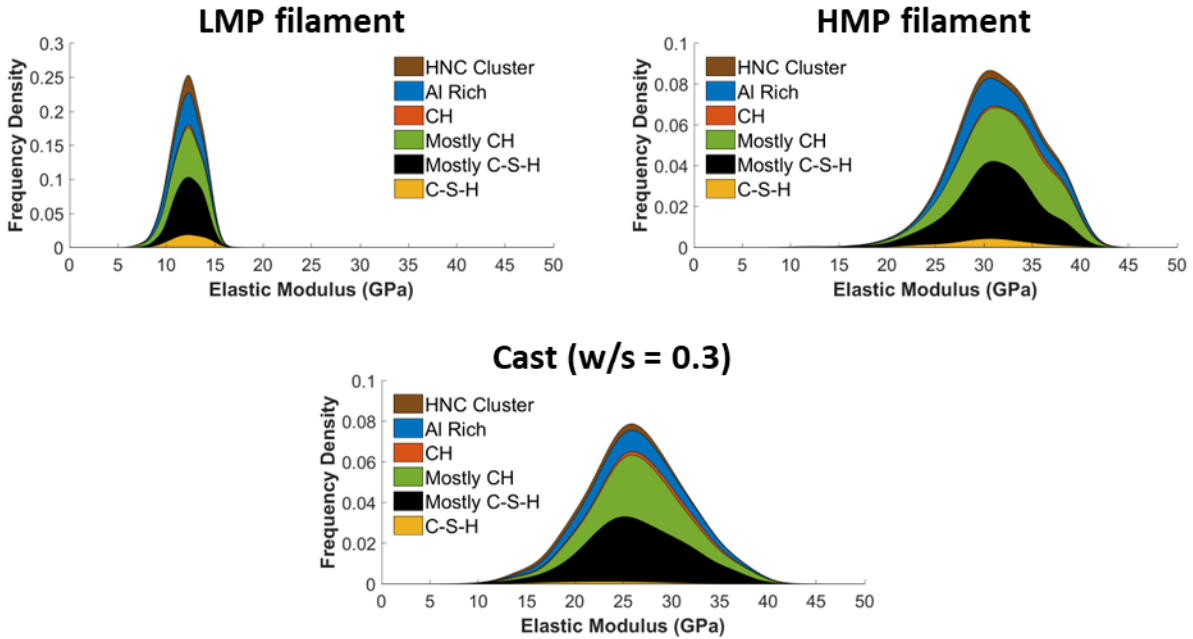 LMP filament
0.3
0.25
0.2
0.15
0.1
0.05
0
Frequency Density
HNC Cluster
Al Rich
CH
Mostly CH
Mostly C-S-H
C-S-H
0 5 10 15 20 25 30 35 40 45 50
Elastic Modulus (GPa)
HMP filament
0.1
0.08
0.06
0.04
0.02
0
Frequency Density
HNC Cluster
Al Rich
CH
Mostly CH
Mostly C-S-H
C-S-H
0 5 10 15 20 25 30 35 40 45 50
Elastic Modulus (GPa)
Cast (w/s = 0.3)
0.1
0.08
0.06
0.04
0.02
0
Frequency Density
HNC Cluster
Al Rich
CH
Mostly CH
Mostly C-S-H
C-S-H
0 5 10 15 20 25 30 35 40 45 50
Elastic Modulus (GPa)